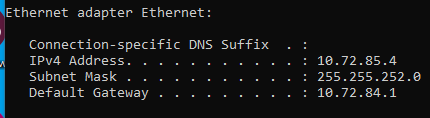 Ethernet adapter Ethernet:
Connection-specific DNS Suffix  . :
IPv4 Address. . . . . . . . . . . : 10.72.85.4
Subnet Mask . . . . . . . . . . . : 255.255.252.0
Default Gateway . . . . . . . . . : 10.72.84.1